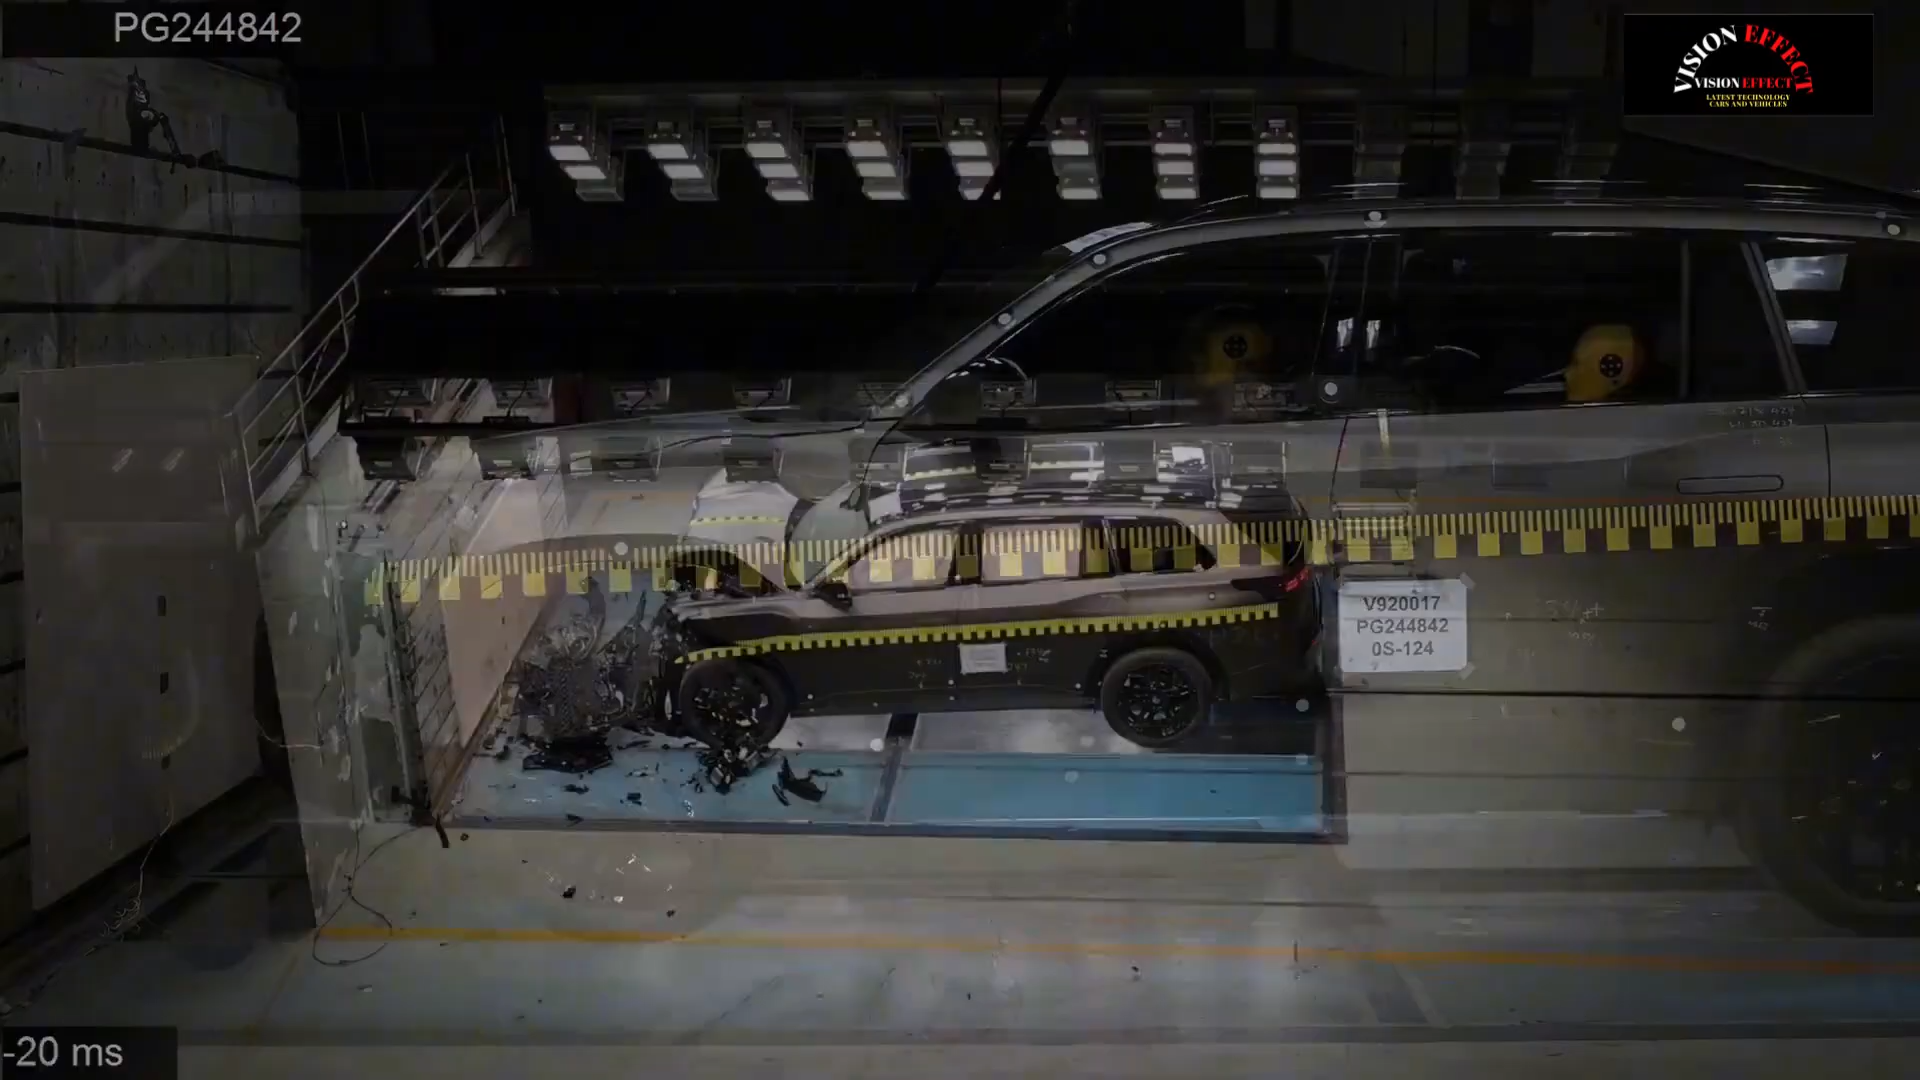 PG244842
VISION EFFECT
VISION EFFECT
LATEST TECHNOLOGY
CARS AND VEHICLES
V920017
PG244842
0S-124
-20 ms